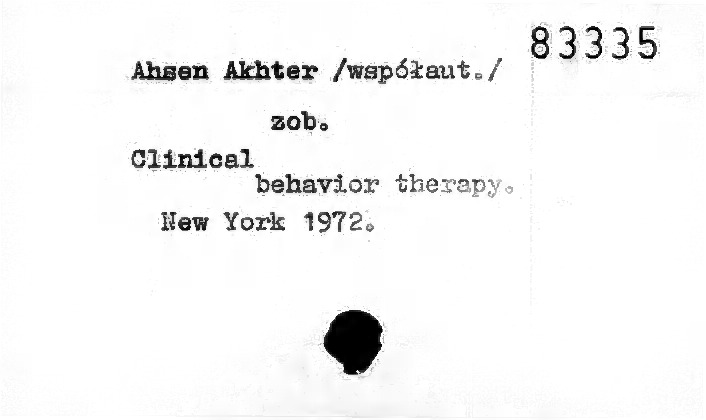 83335
Ahsen Akhter /współaut./
zob.
Clinical
behavior therapy.
New York 1972.